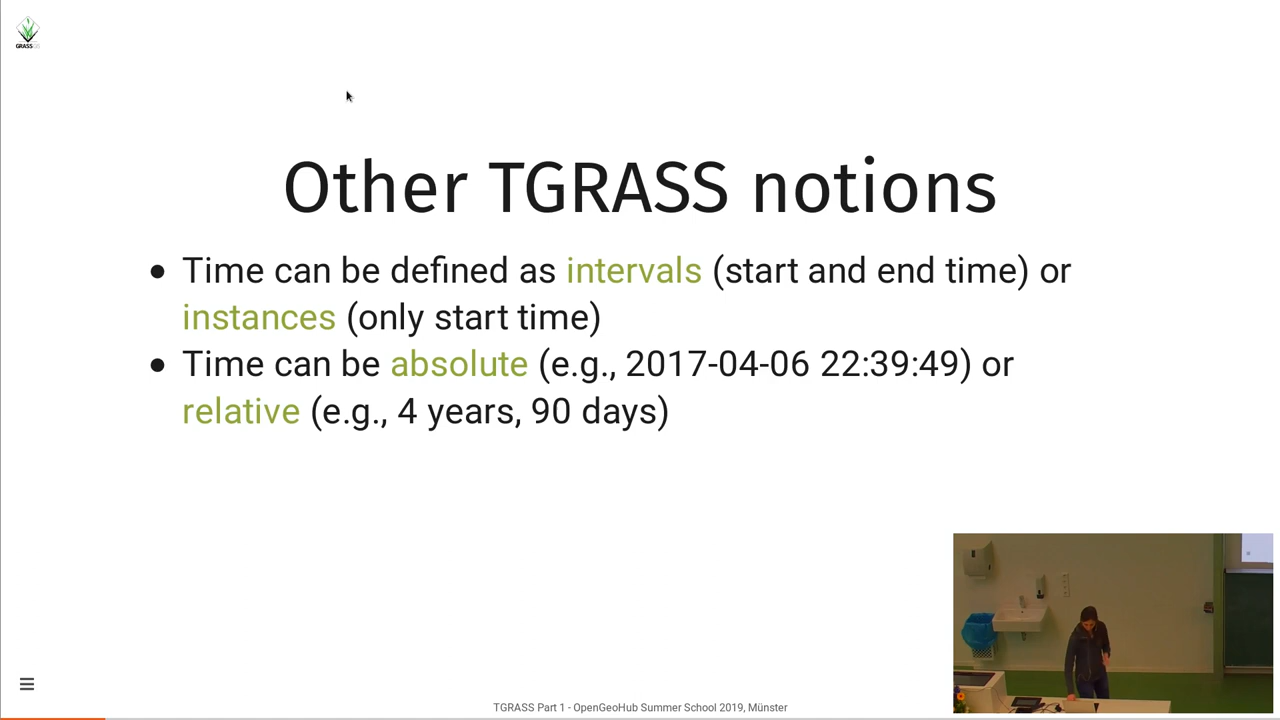 GRASS GIS
Other TGRASS notions
Time can be defined as intervals (start and end time) or
instances (only start time)
Time can be absolute (e.g., 2017-04-06 22:39:49) or
relative (e.g., 4 years, 90 days)
TGRASS Part 1 - OpenGeoHub Summer School 2019, Münster